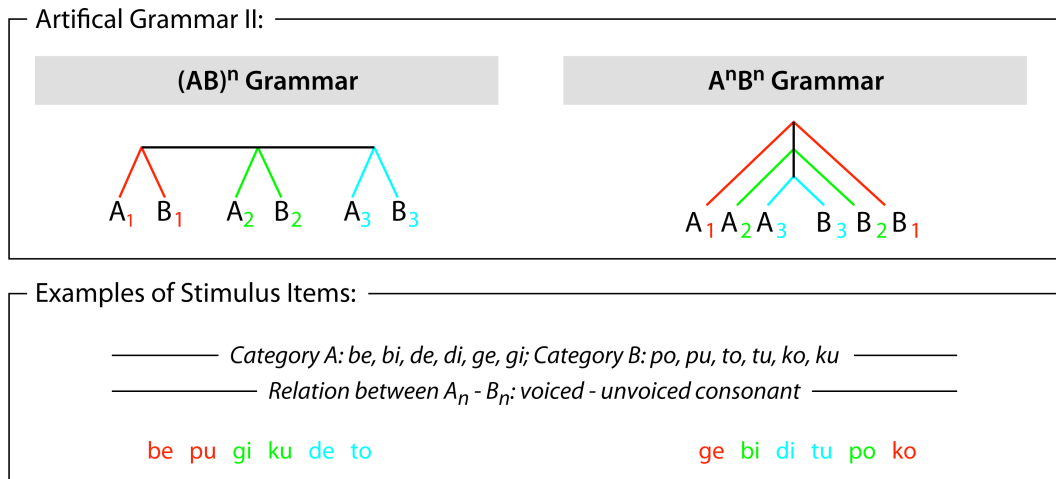 Artifical Grammar II:
(AB)ⁿ Grammar
AⁿBⁿ Grammar
A₁ B₁ A₂ B₂ A₃ B₃
A₁ A₂ A₃ B₃ B₂ B₁
Examples of Stimulus Items:
Category A: be, bi, de, di, ge, gi; Category B: po, pu, to, tu, ko, ku
Relation between Aₙ - Bₙ: voiced - unvoiced consonant
be pu gi ku de to
ge bi di tu po ko